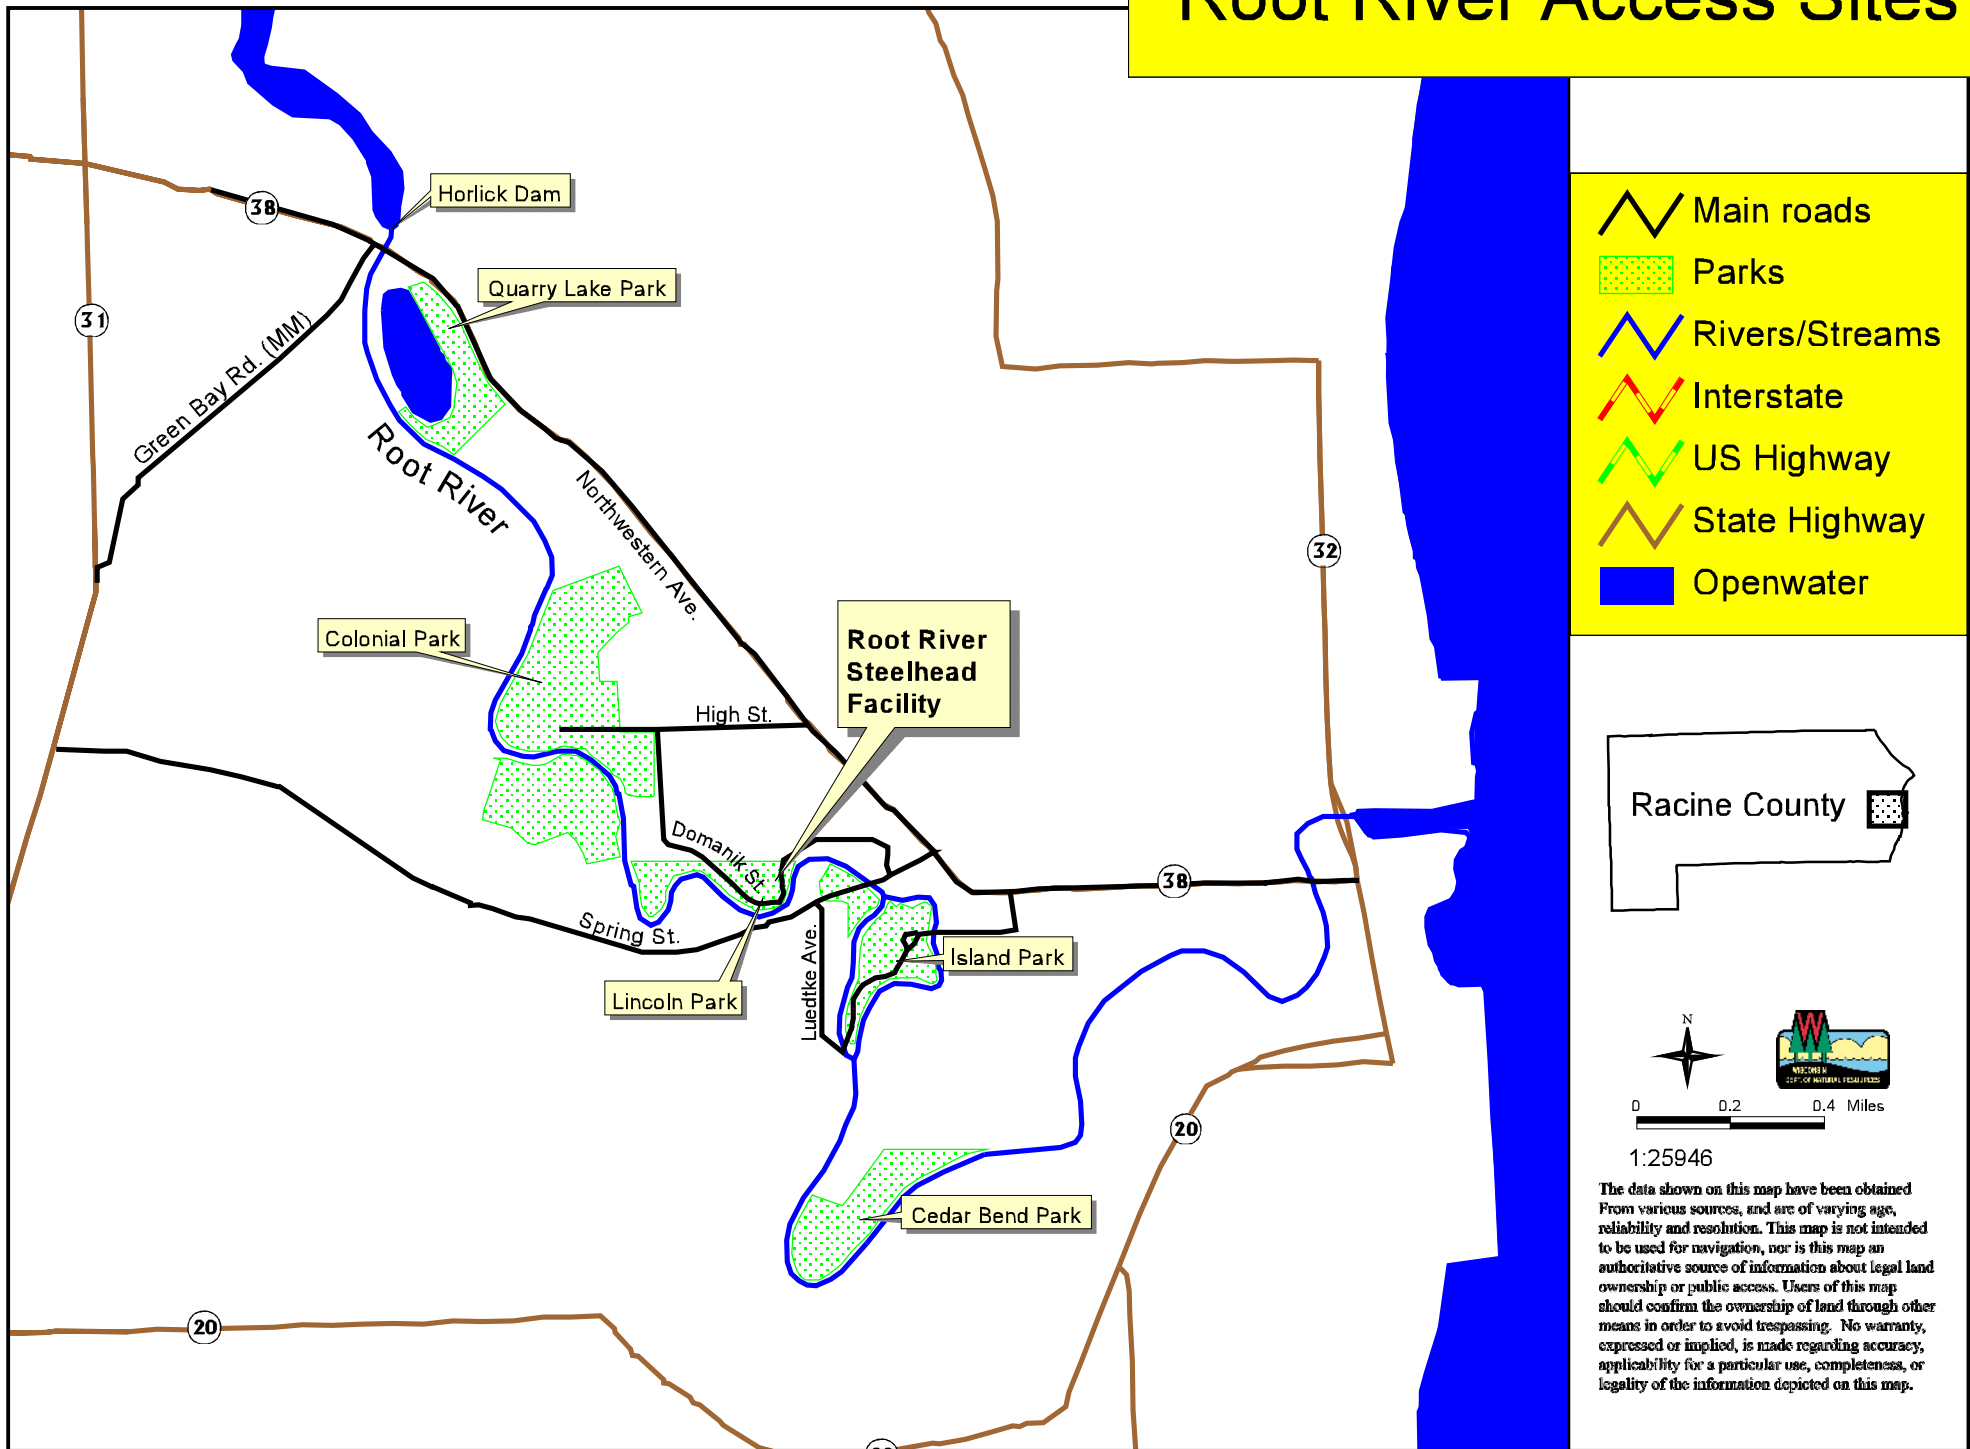 Root River Access Sites
Horlick Dam
38
Quarry Lake Park
31
Green Bay Rd. (MM)
Root River
Northwestern Ave.
32
Colonial Park
Root River
Steelhead
Facility
High St.
Domanik St.
38
Spring St.
Luedtke Ave.
Island Park
Lincoln Park
20
Cedar Bend Park
20
Main roads
Parks
Rivers/Streams
Interstate
US Highway
State Highway
Openwater
Racine County
N
W
WISCONSIN
DEPT. OF NATURAL RESOURCES
0 0.2 0.4 Miles
1:25946
The data shown on this map have been obtained
From various sources, and are of varying age,
reliability and resolution. This map is not intended
to be used for navigation, nor is this map an
authoritative source of information about legal land
ownership or public access. Users of this map
should confirm the ownership of land through other
means in order to avoid trespassing. No warranty,
expressed or implied, is made regarding accuracy,
applicability for a particular use, completeness, or
legality of the information depicted on this map.